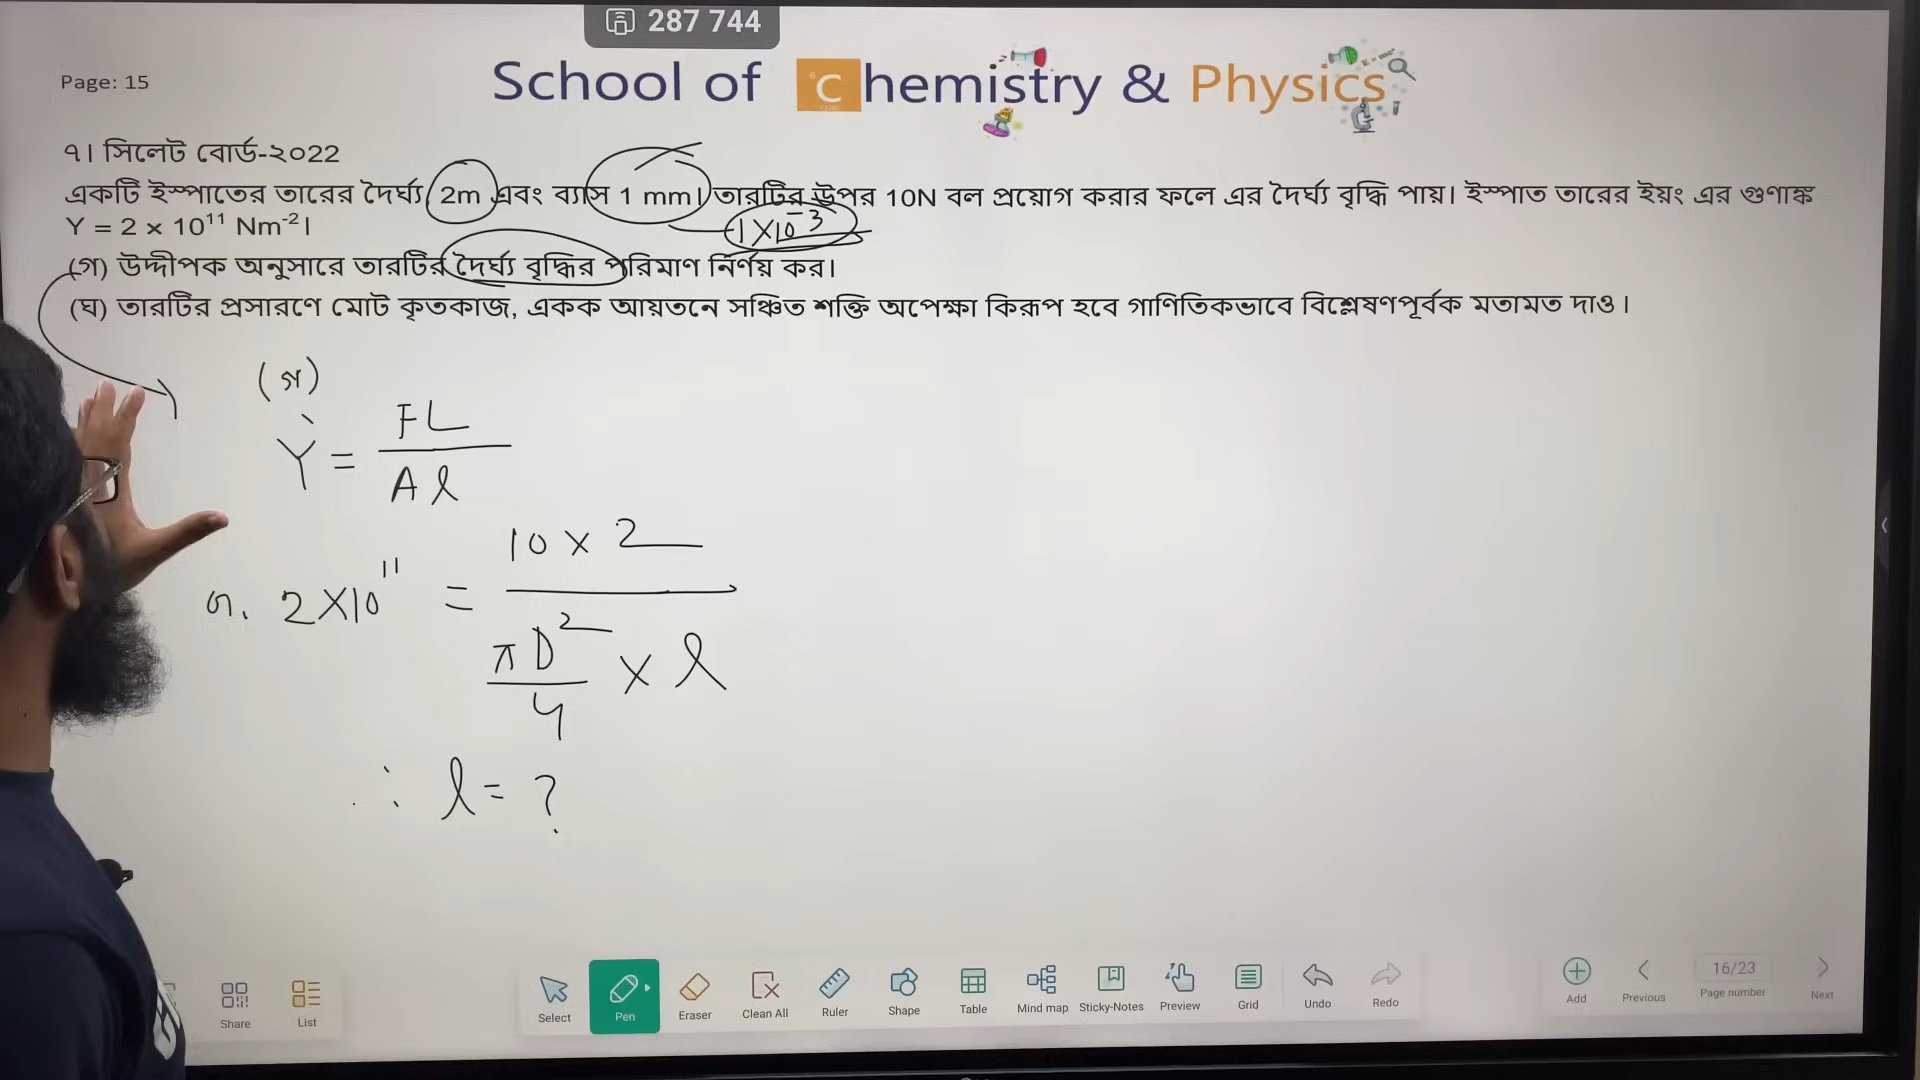 287 744
Page: 15
School of Chemistry & Physics
৭। সিলেট বোর্ড-২০২2
একটি ইস্পাতের তারের দৈর্ঘ্য 2m এবং ব্যাস 1 mm। তারটির উপর 10N বল প্রয়োগ করার ফলে এর দৈর্ঘ্য বৃদ্ধি পায়। ইস্পাত তারের ইয়ং এর গুণাঙ্ক
Y = 2 × 10¹¹ Nm⁻²।
1×10⁻³
(গ) উদ্দীপক অনুসারে তারটির দৈর্ঘ্য বৃদ্ধির পরিমাণ নির্ণয় কর।
(ঘ) তারটির প্রসারণে মোট কৃতকাজ, একক আয়তনে সঞ্চিত শক্তি অপেক্ষা কিরূপ হবে গাণিতিকভাবে বিশ্লেষণপূর্বক মতামত দাও।
(গ)
Y = FL / Al
2×10¹¹ = 10 × 2 / πD²/4 × l
∴ l = ?
Share
List
Select
Pen
Eraser
Clean All
Ruler
Shape
Table
Mind map
Sticky-Notes
Preview
Grid
Undo
Redo
Add
Previous
16/23
Page number
Next